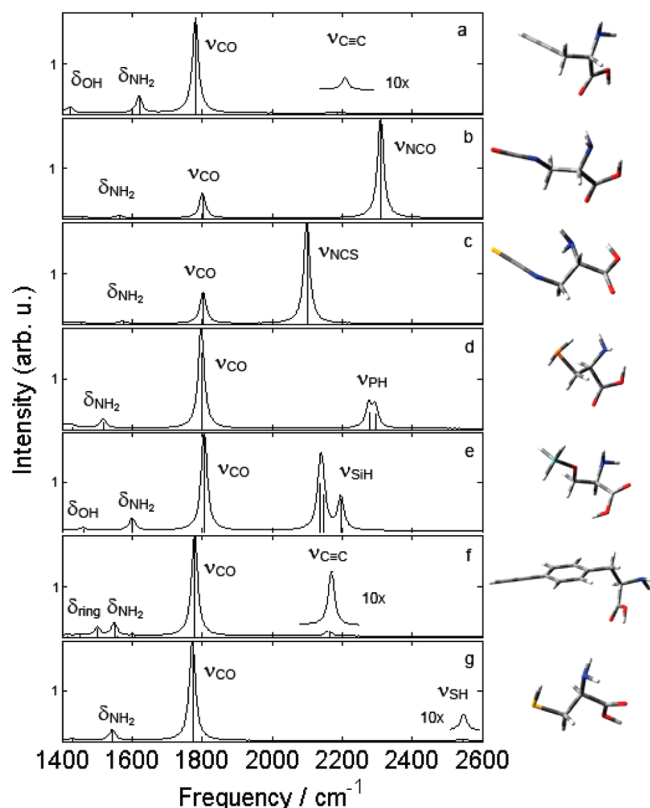 a
1
δOH
δNH2
νCO
νC≡C
10x
b
1
δNH2
νCO
νNCO
c
1
δNH2
νCO
νNCS
d
1
δNH2
νCO
νPH
e
1
δOH
δNH2
νCO
νSiH
f
1
δring
δNH2
νCO
νC≡C
10x
g
1
δNH2
νCO
νSH
10x
Intensity (arb. u.)
1400 1600 1800 2000 2200 2400 2600
Frequency / cm-1